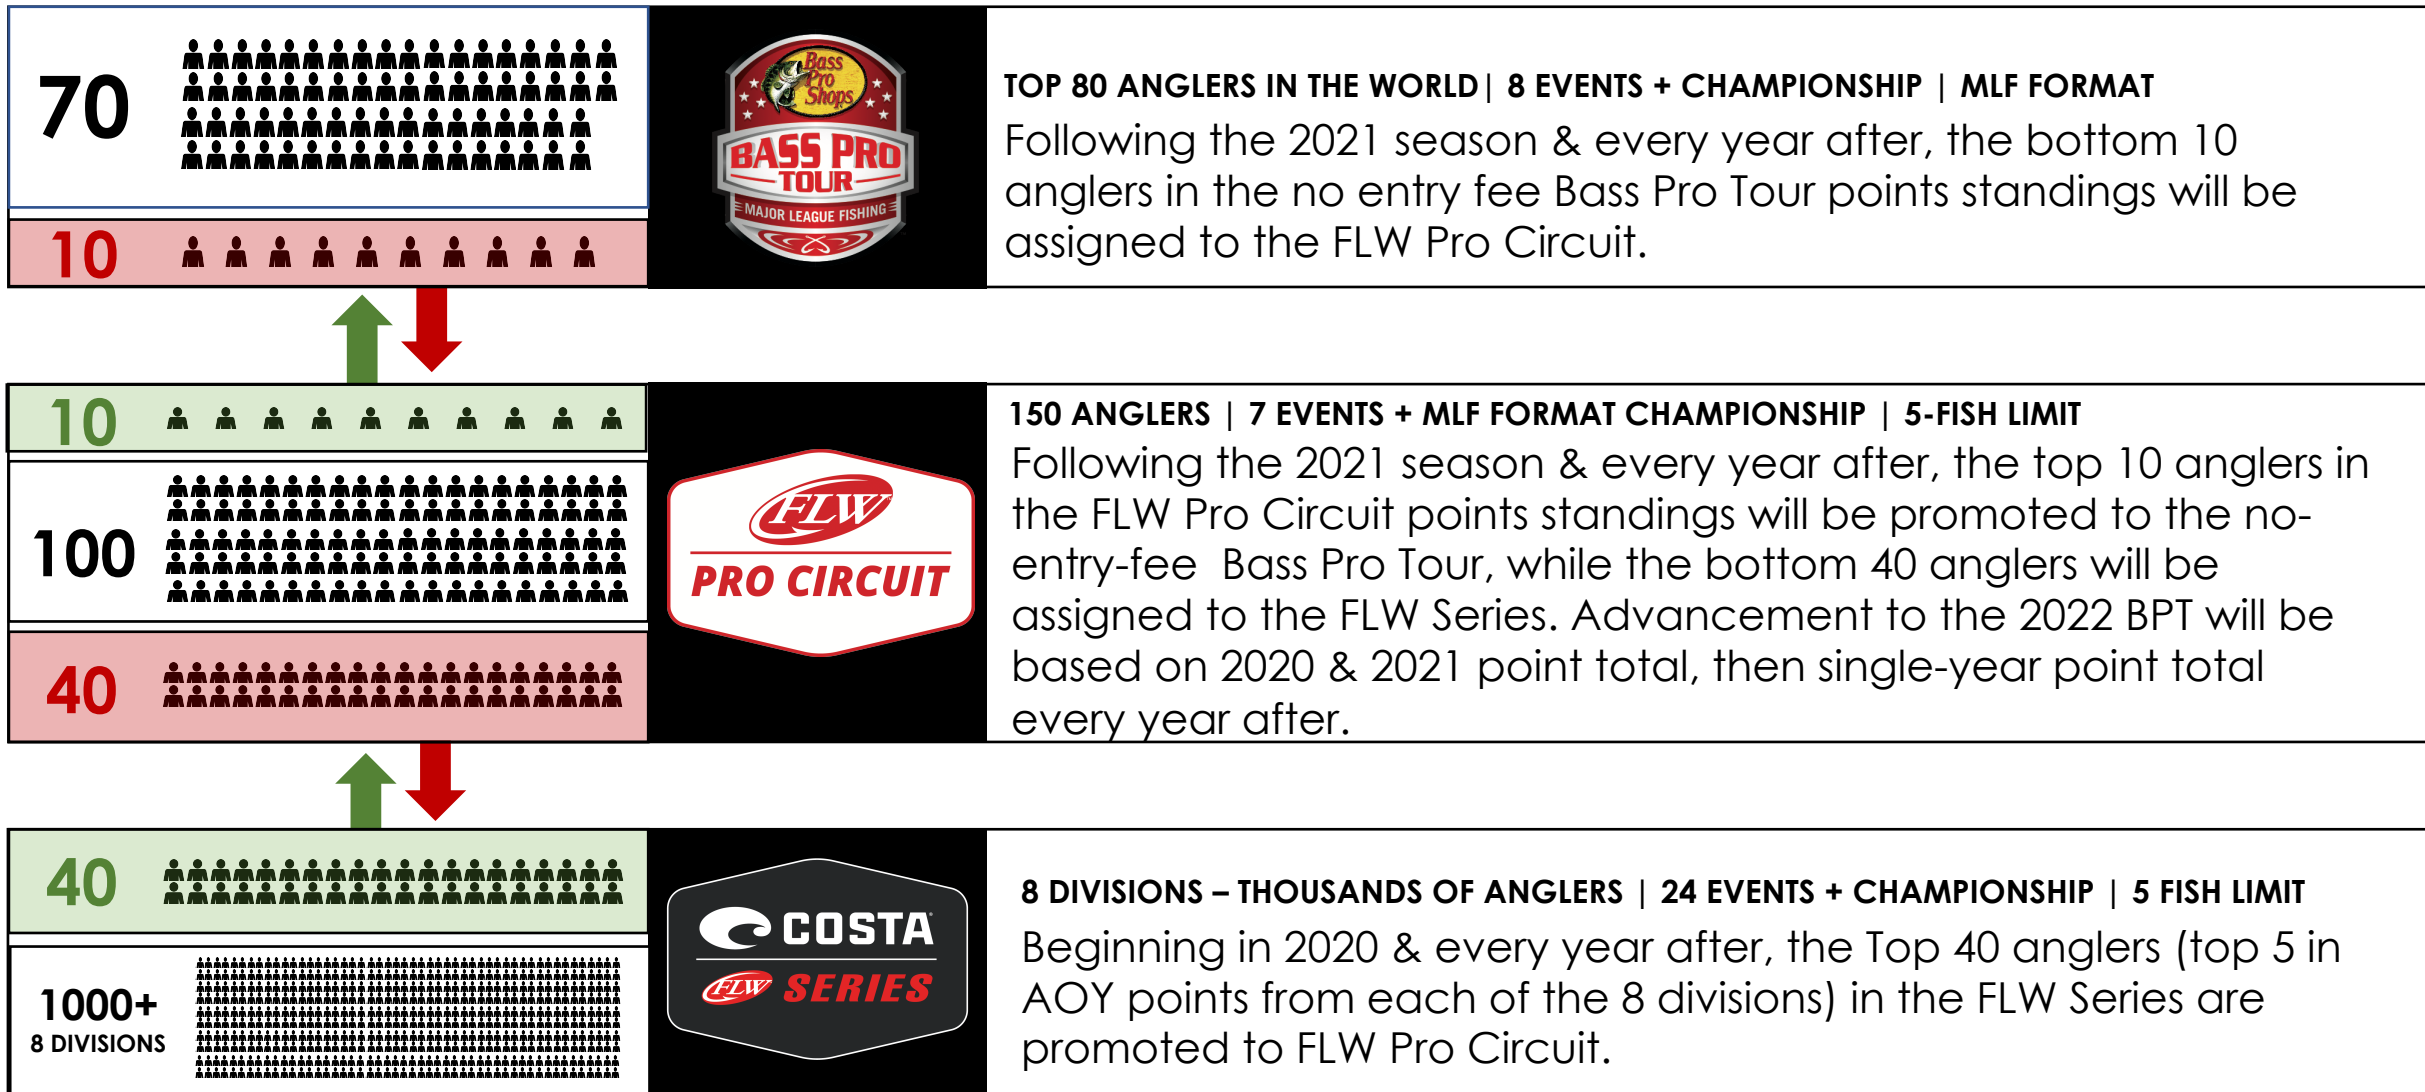 70
10
Bass
Pro
Shops
BASS PRO
TOUR
MAJOR LEAGUE FISHING
TOP 80 ANGLERS IN THE WORLD| 8 EVENTS + CHAMPIONSHIP | MLF FORMAT
Following the 2021 season & every year after, the bottom 10
anglers in the no entry fee Bass Pro Tour points standings will be
assigned to the FLW Pro Circuit.
10
100
40
FLW
PRO CIRCUIT
150 ANGLERS | 7 EVENTS + MLF FORMAT CHAMPIONSHIP | 5-FISH LIMIT
Following the 2021 season & every year after, the top 10 anglers in
the FLW Pro Circuit points standings will be promoted to the no-
entry-fee  Bass Pro Tour, while the bottom 40 anglers will be
assigned to the FLW Series. Advancement to the 2022 BPT will be
based on 2020 & 2021 point total, then single-year point total
every year after.
40
1000+
8 DIVISIONS
COSTA
FLW SERIES
8 DIVISIONS – THOUSANDS OF ANGLERS | 24 EVENTS + CHAMPIONSHIP | 5 FISH LIMIT
Beginning in 2020 & every year after, the Top 40 anglers (top 5 in
AOY points from each of the 8 divisions) in the FLW Series are
promoted to FLW Pro Circuit.